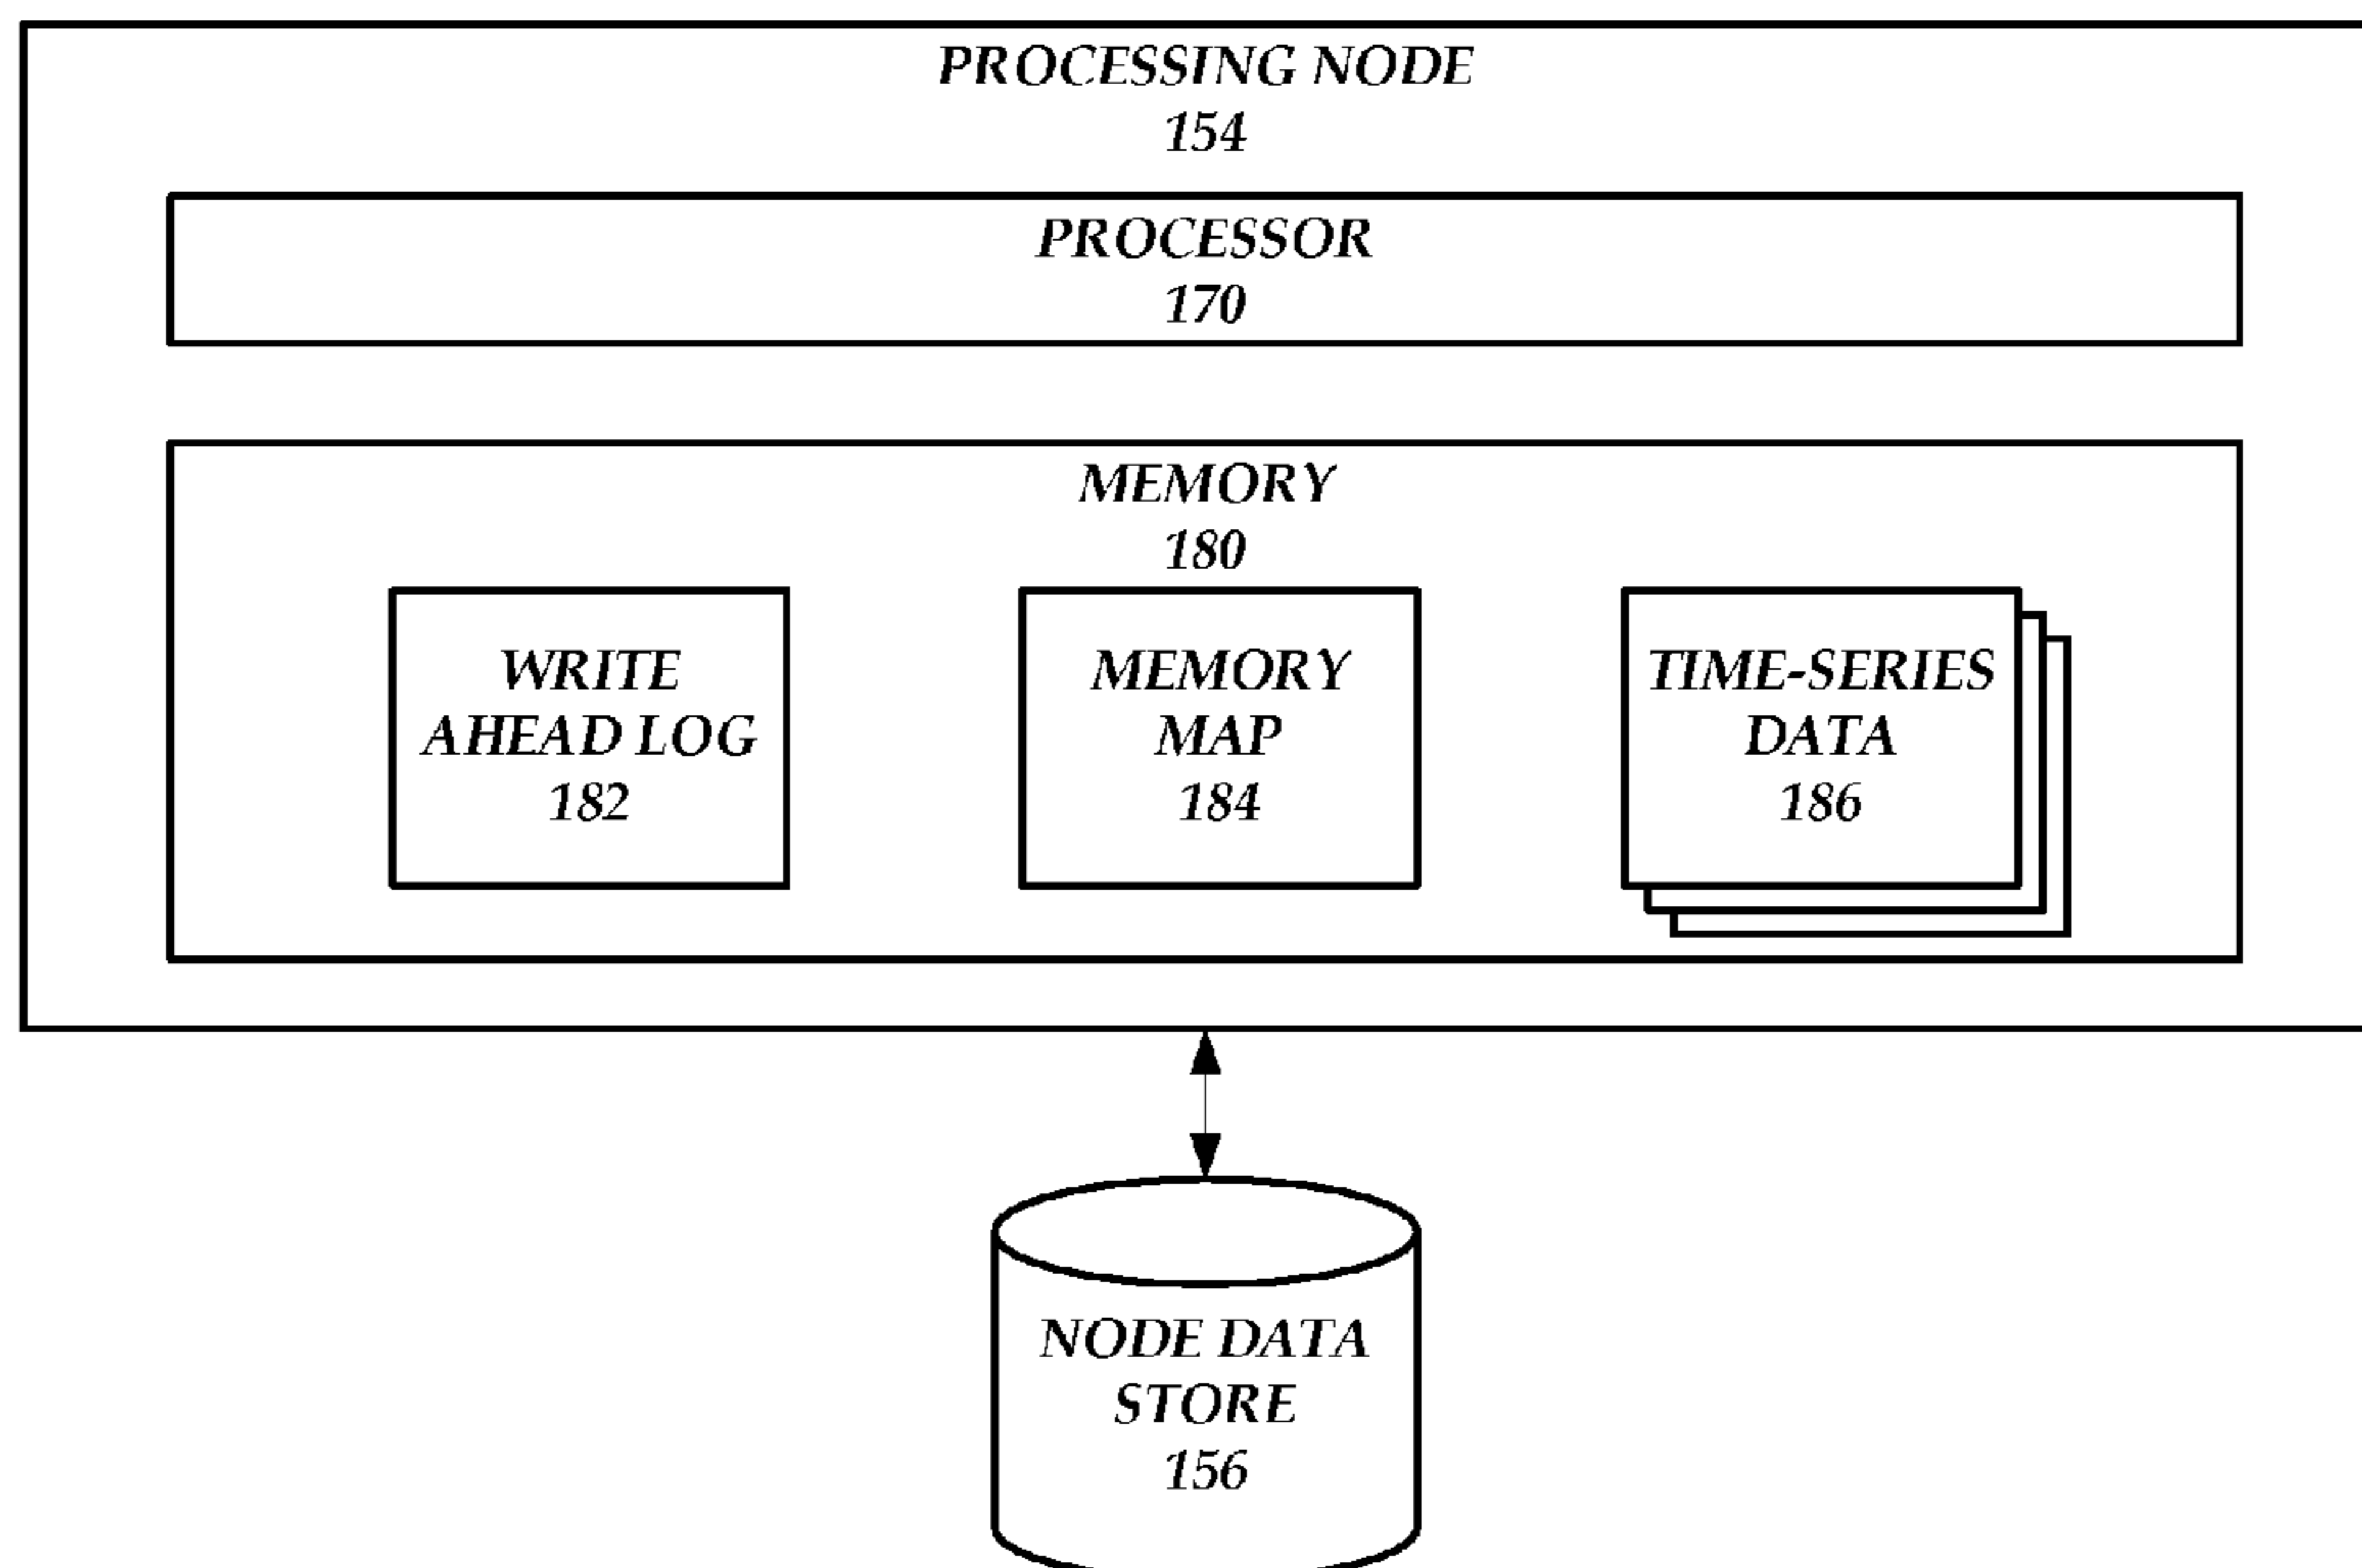 PROCESSING NODE
154
PROCESSOR
170
MEMORY
180
WRITE
AHEAD LOG
182
MEMORY
MAP
184
TIME-SERIES
DATA
186
NODE DATA
STORE
156